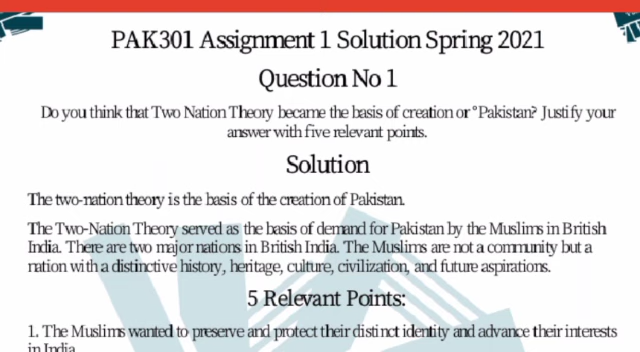 PAK301 Assignment 1 Solution Spring 2021
Question No 1
Do you think that Two Nation Theory became the basis of creation or "Pakistan? Justify your
answer with five relevant points.
Solution
The two-nation theory is the basis of the creation of Pakistan.
The Two-Nation Theory served as the basis of demand for Pakistan by the Muslims in British
India. There are two major nations in British India. The Muslims are not a community but a
nation with a distinctive history, heritage, culture, civilization, and future aspirations.
5 Relevant Points:
1. The Muslims wanted to preserve and protect their distinct identity and advance their interests
in India